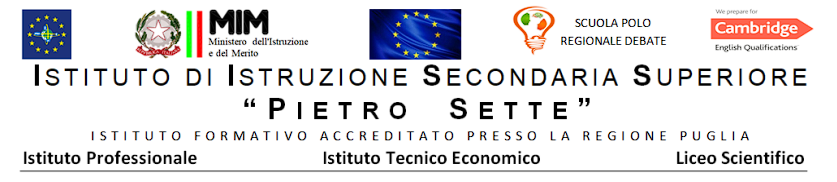 We prepare for
MIM
Ministero dell'Istruzione
e del Merito
SCUOLA POLO
REGIONALE DEBATE
Cambridge
English Qualifications
ISTITUTO DI ISTRUZIONE SECONDARIA SUPERIORE
"PIETRO SETTE"
ISTITUTO FORMATIVO ACCREDITATO PRESSO LA REGIONE PUGLIA
Istituto Professionale Istituto Tecnico Economico Liceo Scientifico